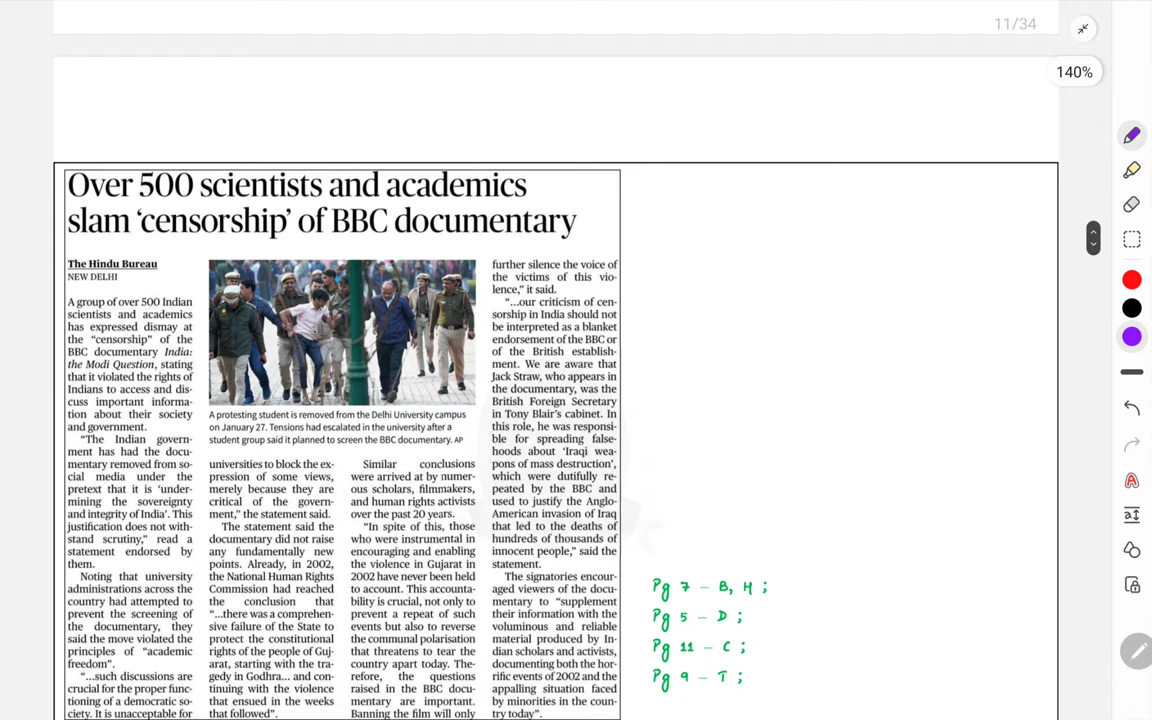 11/34
140%
Over 500 scientists and academics
slam ‘censorship’ of BBC documentary
The Hindu Bureau
NEW DELHI
A group of over 500 Indian
scientists and academics
has expressed dismay at
the “censorship” of the
BBC documentary India:
the Modi Question, stating
that it violated the rights of
Indians to access and dis-
cuss important informa-
tion about their society
and government.
“The Indian govern-
ment has had the docu-
mentary removed from so-
cial media under the
pretext that it is ‘under-
mining the sovereignty
and integrity of India’. This
justification does not with-
stand scrutiny,” read a
statement endorsed by
them.
Noting that university
administrations across the
country had attempted to
prevent the screening of
the documentary, they
said the move violated the
principles of “academic
freedom”.
“...such discussions are
crucial for the proper func-
tioning of a democratic so-
ciety. It is unacceptable for
A protesting student is removed from the Delhi University campus
on January 27. Tensions had escalated in the university after a
student group said it planned to screen the BBC documentary. AP
universities to block the ex-
pression of some views,
merely because they are
critical of the govern-
ment,” the statement said.
The statement said the
documentary did not raise
any fundamentally new
points. Already, in 2002,
the National Human Rights
Commission had reached
the conclusion that
“...there was a comprehen-
sive failure of the State to
protect the constitutional
rights of the people of Guj-
arat, starting with the tra-
gedy in Godhra... and con-
tinuing with the violence
that ensued in the weeks
that followed”.
Similar conclusions
were arrived at by numer-
ous scholars, filmmakers,
and human rights activists
over the past 20 years.
“In spite of this, those
who were instrumental in
encouraging and enabling
the violence in Gujarat in
2002 have never been held
to account. This accounta-
bility is crucial, not only to
prevent a repeat of such
events but also to reverse
the communal polarisation
that threatens to tear the
country apart today. The-
refore, the questions
raised in the BBC docu-
mentary are important.
Banning the film will only
further silence the voice of
the victims of this vio-
lence,” it said.
“...our criticism of cen-
sorship in India should not
be interpreted as a blanket
endorsement of the BBC or
of the British establish-
ment. We are aware that
Jack Straw, who appears in
the documentary, was the
British Foreign Secretary
in Tony Blair’s cabinet. In
this role, he was responsi-
ble for spreading false-
hoods about ‘Iraqi wea-
pons of mass destruction’,
which were dutifully re-
peated by the BBC and
used to justify the Anglo-
American invasion of Iraq
that led to the deaths of
hundreds of thousands of
innocent people,” said the
statement.
The signatories encour-
aged viewers of the docu-
mentary to “supplement
their information with the
voluminous and reliable
material produced by In-
dian scholars and activists,
documenting both the hor-
rific events of 2002 and the
appalling situation faced
by minorities in the coun-
try today”.
Pg 7 – B, H ;
Pg 5 – D ;
Pg 11 – C ;
Pg 9 – T ;